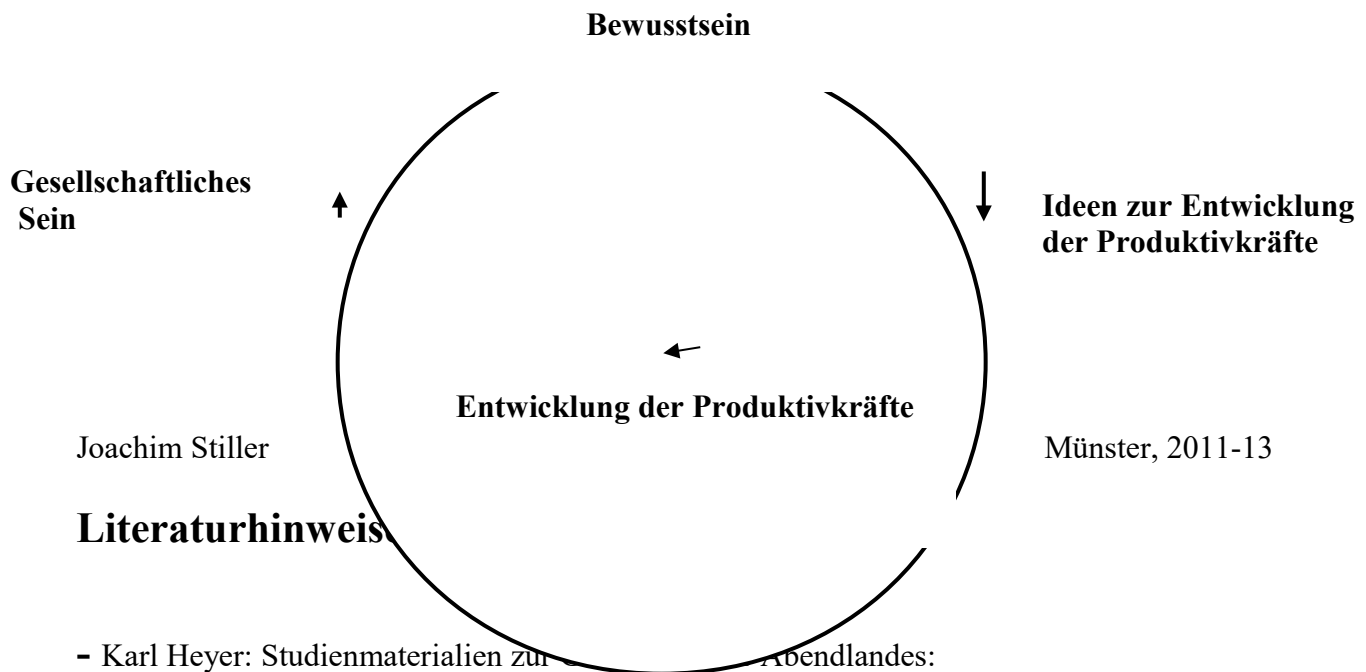 Bewusstsein
Gesellschaftliches
Sein
Ideen zur Entwicklung
der Produktivkräfte
Entwicklung der Produktivkräfte
Joachim Stiller Münster, 2011-13
Literaturhinweise
- Karl Heyer: Studienmaterialien zur Abendlandes: